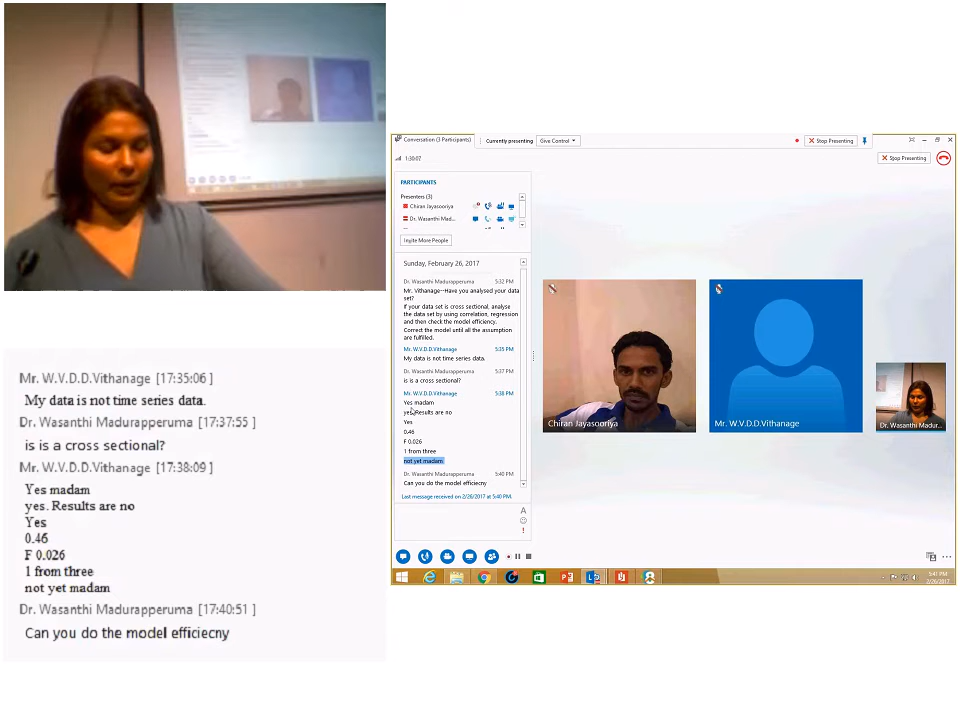 Mr. W.V.D.D.Vithanage [17:35:06 ]
My data is not time series data.
Dr. Wasanthi Madurapperuma [17:37:55 ]
is is a cross sectional?
Mr. W.V.D.D.Vithanage [17:38:09 ]
Yes madam
yes. Results are no
Yes
0.46
F 0.026
1 from three
not yet madam
Dr. Wasanthi Madurapperuma [17:40:51 ]
Can you do the model efficiecny
Conversation (3 Participants)
Currently presenting
Give Control
Stop Presenting
1:30:07
Stop Presenting
PARTICIPANTS
Presenters (3)
Chiran Jayasooriya
Dr. Wasanthi Mad...
Invite More People
Sunday, February 26, 2017
Dr. Wasanthi Madurapperuma 5:32 PM
Mr. Vithanage--Have you analysed your data
set?
If your data set is cross sectional, analyse
the data set by using correlation, regression
and then check the model efficiency.
Correct the model until all the assumption
are fulfilled.
Mr. W.V.D.D.Vithanage 5:35 PM
My data is not time series data.
Dr. Wasanthi Madurapperuma 5:37 PM
is is a cross sectional?
Mr. W.V.D.D.Vithanage 5:38 PM
Yes madam
yes. Results are no
Yes
0.46
F 0.026
1 from three
not yet madam
Dr. Wasanthi Madurapperuma 5:40 PM
Can you do the model efficiecny
Last message received on 2/26/2017 at 5:40 PM.
Chiran Jayasooriya
Mr. W.V.D.D.Vithanage
Dr. Wasanthi Madur...
5:41 PM
2/26/2017